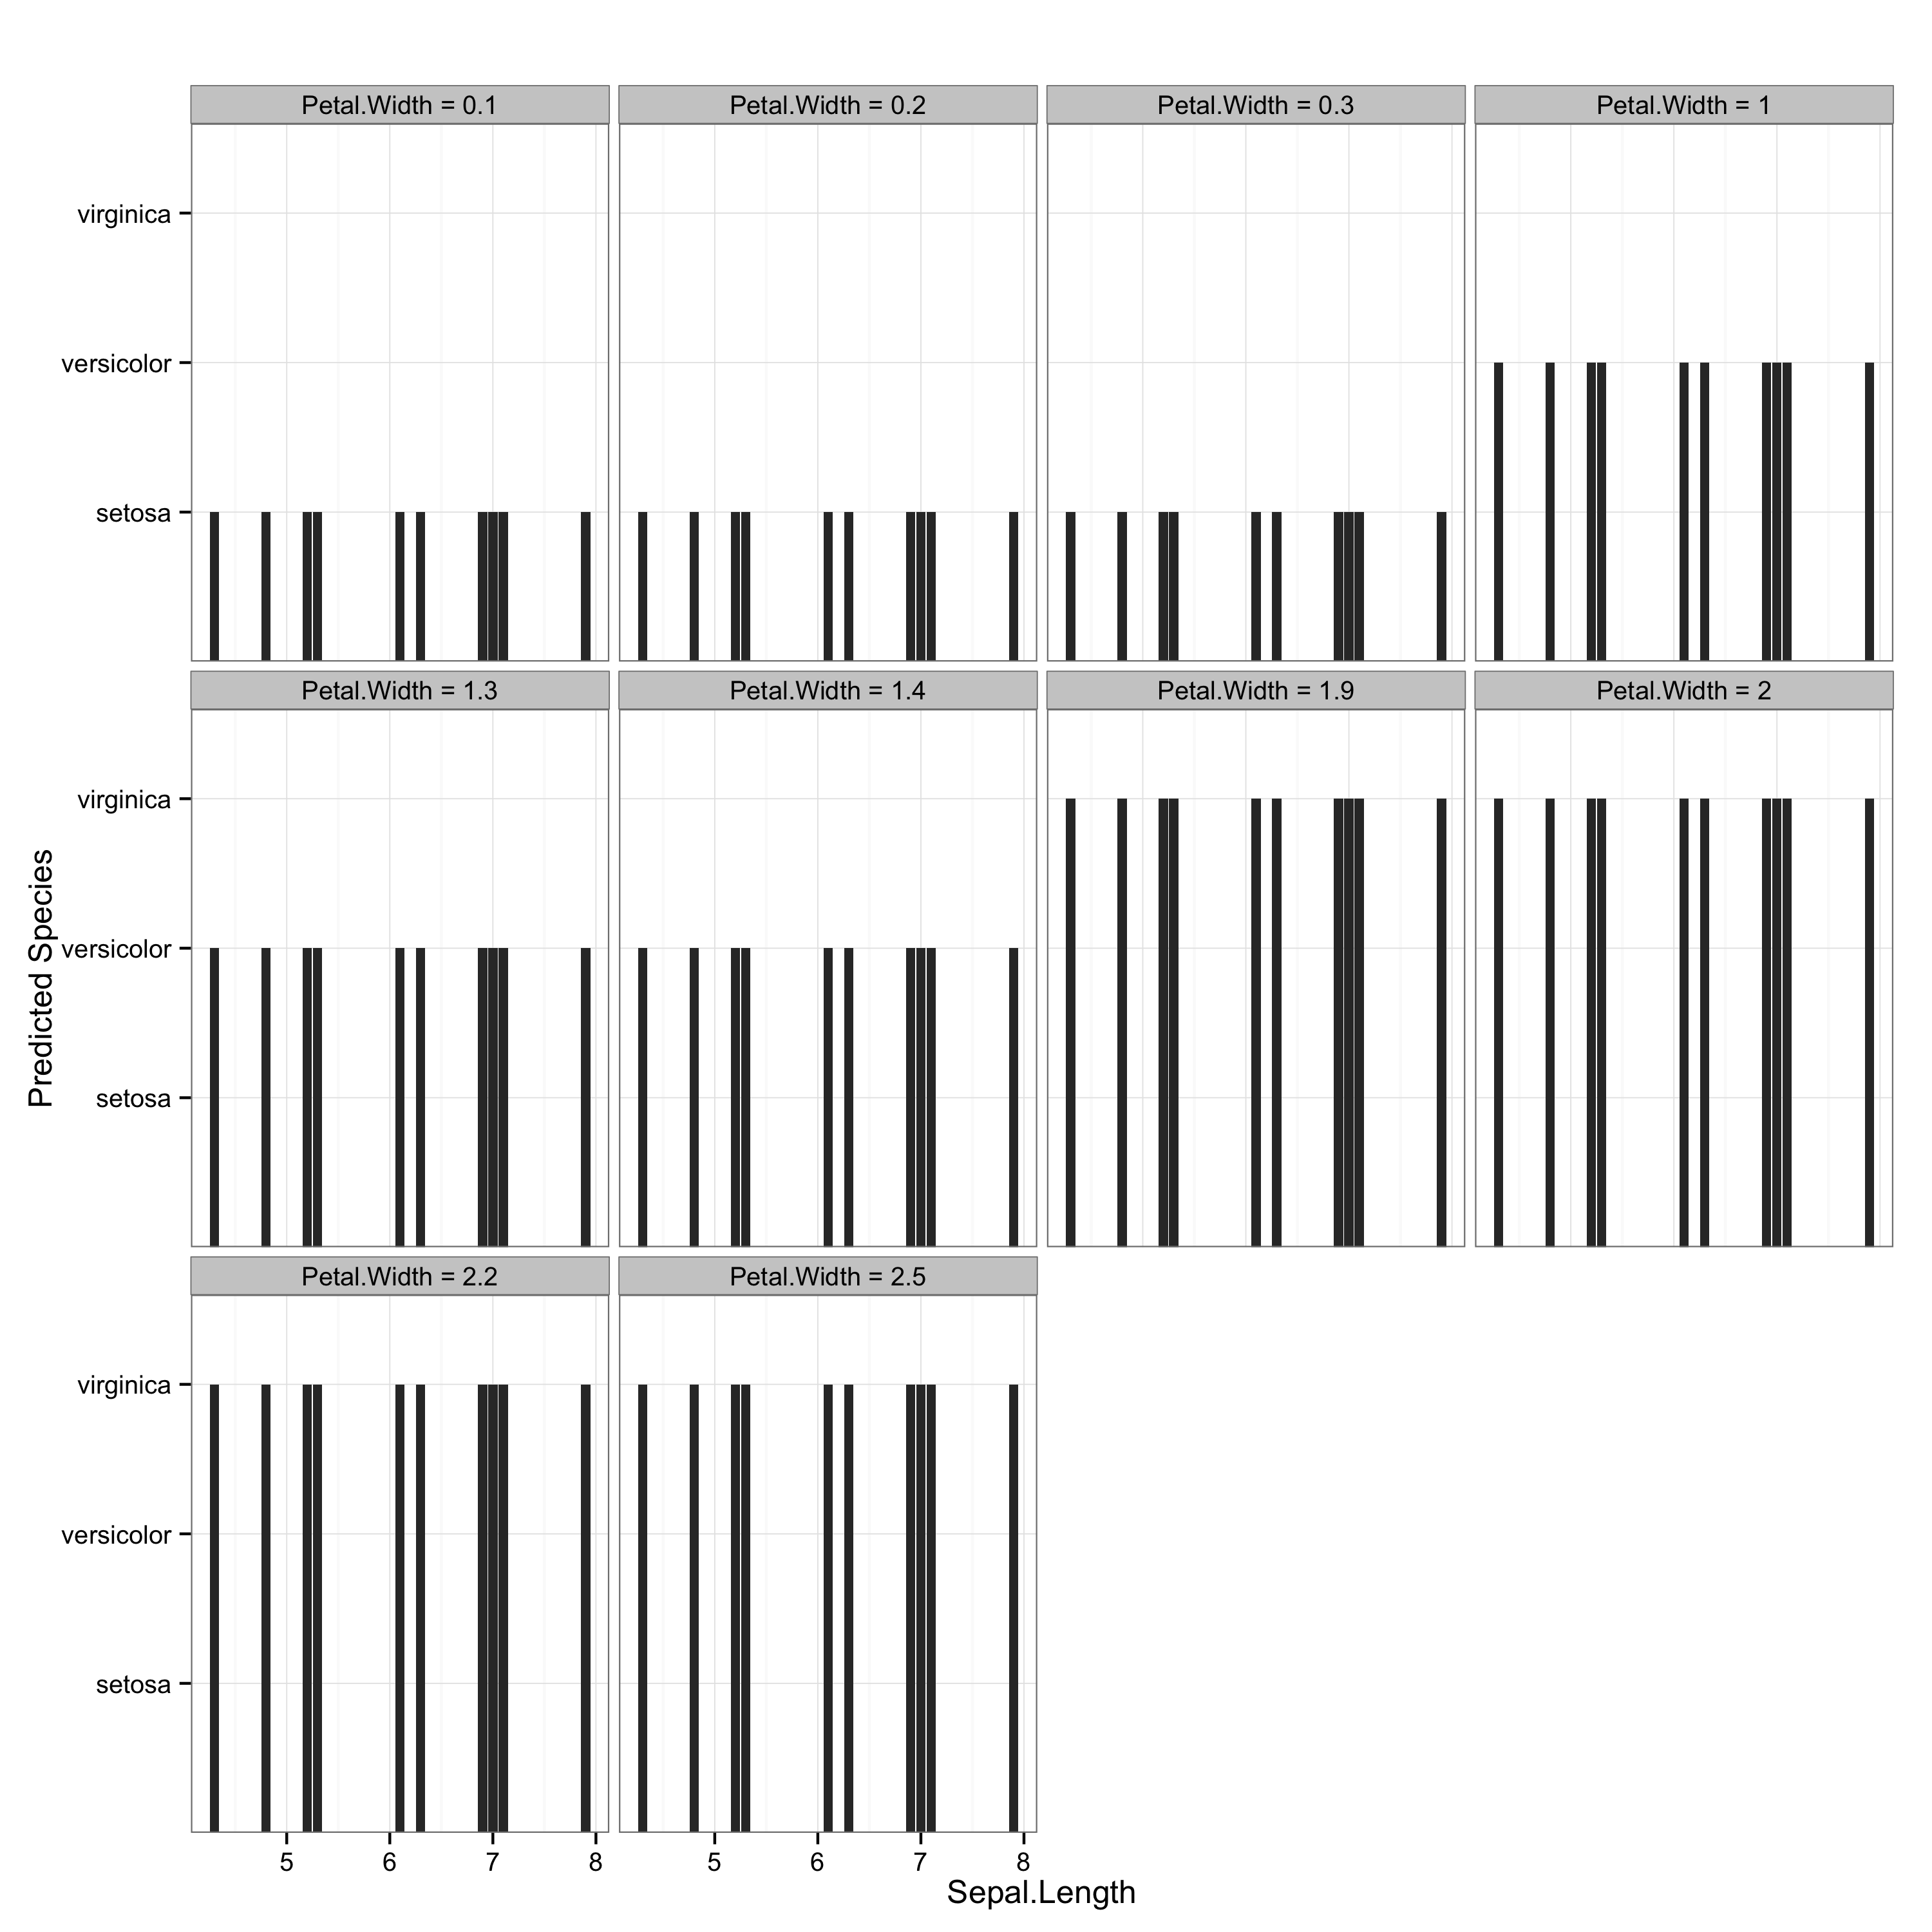 Petal.Width = 0.1
Petal.Width = 0.2
Petal.Width = 0.3
Petal.Width = 1
virginica
versicolor
setosa
Petal.Width = 1.3
Petal.Width = 1.4
Petal.Width = 1.9
Petal.Width = 2
virginica
versicolor
setosa
Predicted Species
Petal.Width = 2.2
Petal.Width = 2.5
virginica
versicolor
setosa
5 6 7 8
5 6 7 8
Sepal.Length